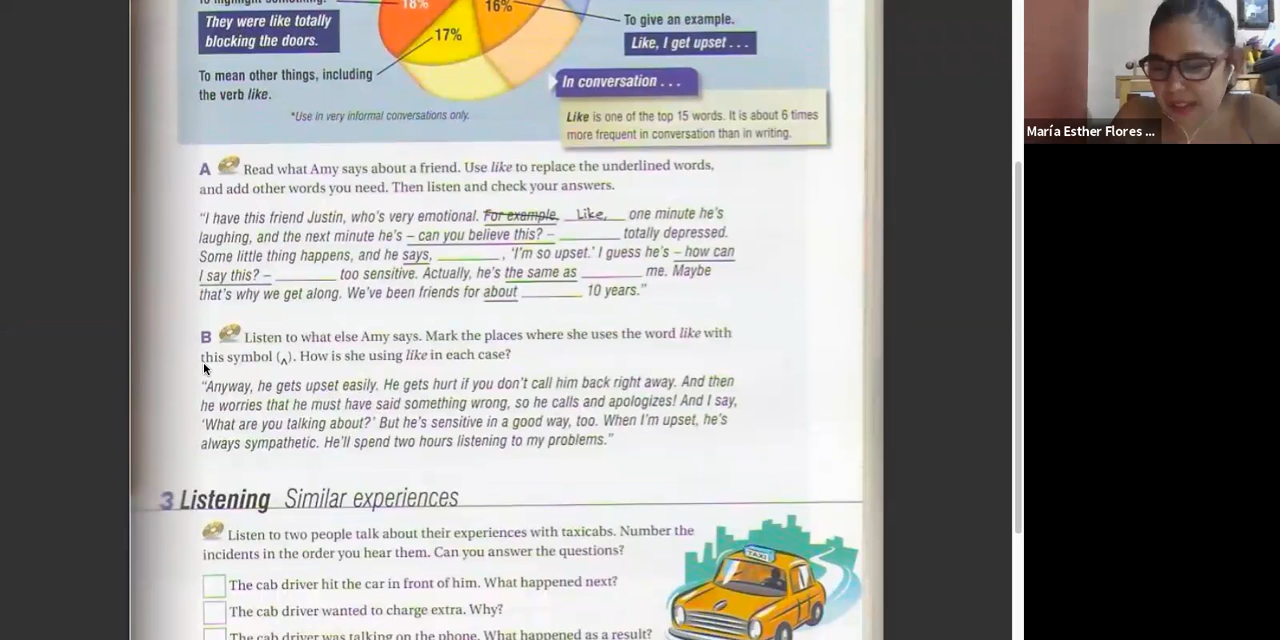 To highlight something.
They were like totally
blocking the doors.
To mean other things, including
the verb like.
18%
17%
16%
To give an example.
Like, I get upset . . .
In conversation . . .
Like is one of the top 15 words. It is about 6 times
more frequent in conversation than in writing.
*Use in very informal conversations only.
A Read what Amy says about a friend. Use like to replace the underlined words,
and add other words you need. Then listen and check your answers.
"I have this friend Justin, who's very emotional. For example, Like, one minute he's
laughing, and the next minute he's – can you believe this? – ________ totally depressed.
Some little thing happens, and he says, ________, 'I'm so upset.' I guess he's – how can
I say this? – ________ too sensitive. Actually, he's the same as ________ me. Maybe
that's why we get along. We've been friends for about ________ 10 years."
B Listen to what else Amy says. Mark the places where she uses the word like with
this symbol (^). How is she using like in each case?
"Anyway, he gets upset easily. He gets hurt if you don't call him back right away. And then
he worries that he must have said something wrong, so he calls and apologizes! And I say,
'What are you talking about?' But he's sensitive in a good way, too. When I'm upset, he's
always sympathetic. He'll spend two hours listening to my problems."
3 Listening Similar experiences
Listen to two people talk about their experiences with taxicabs. Number the
incidents in the order you hear them. Can you answer the questions?
The cab driver hit the car in front of him. What happened next?
The cab driver wanted to charge extra. Why?
The cab driver was talking on the phone. What happened as a result?
TAXI
María Esther Flores ...